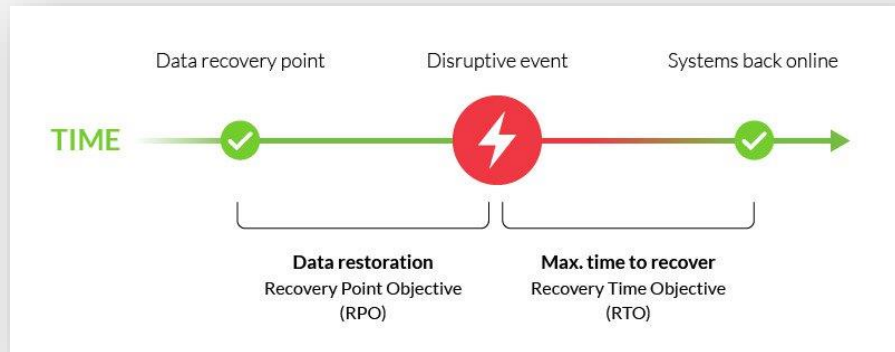 Data recovery point
Disruptive event
Systems back online
TIME
Data restoration
Recovery Point Objective
(RPO)
Max. time to recover
Recovery Time Objective
(RTO)